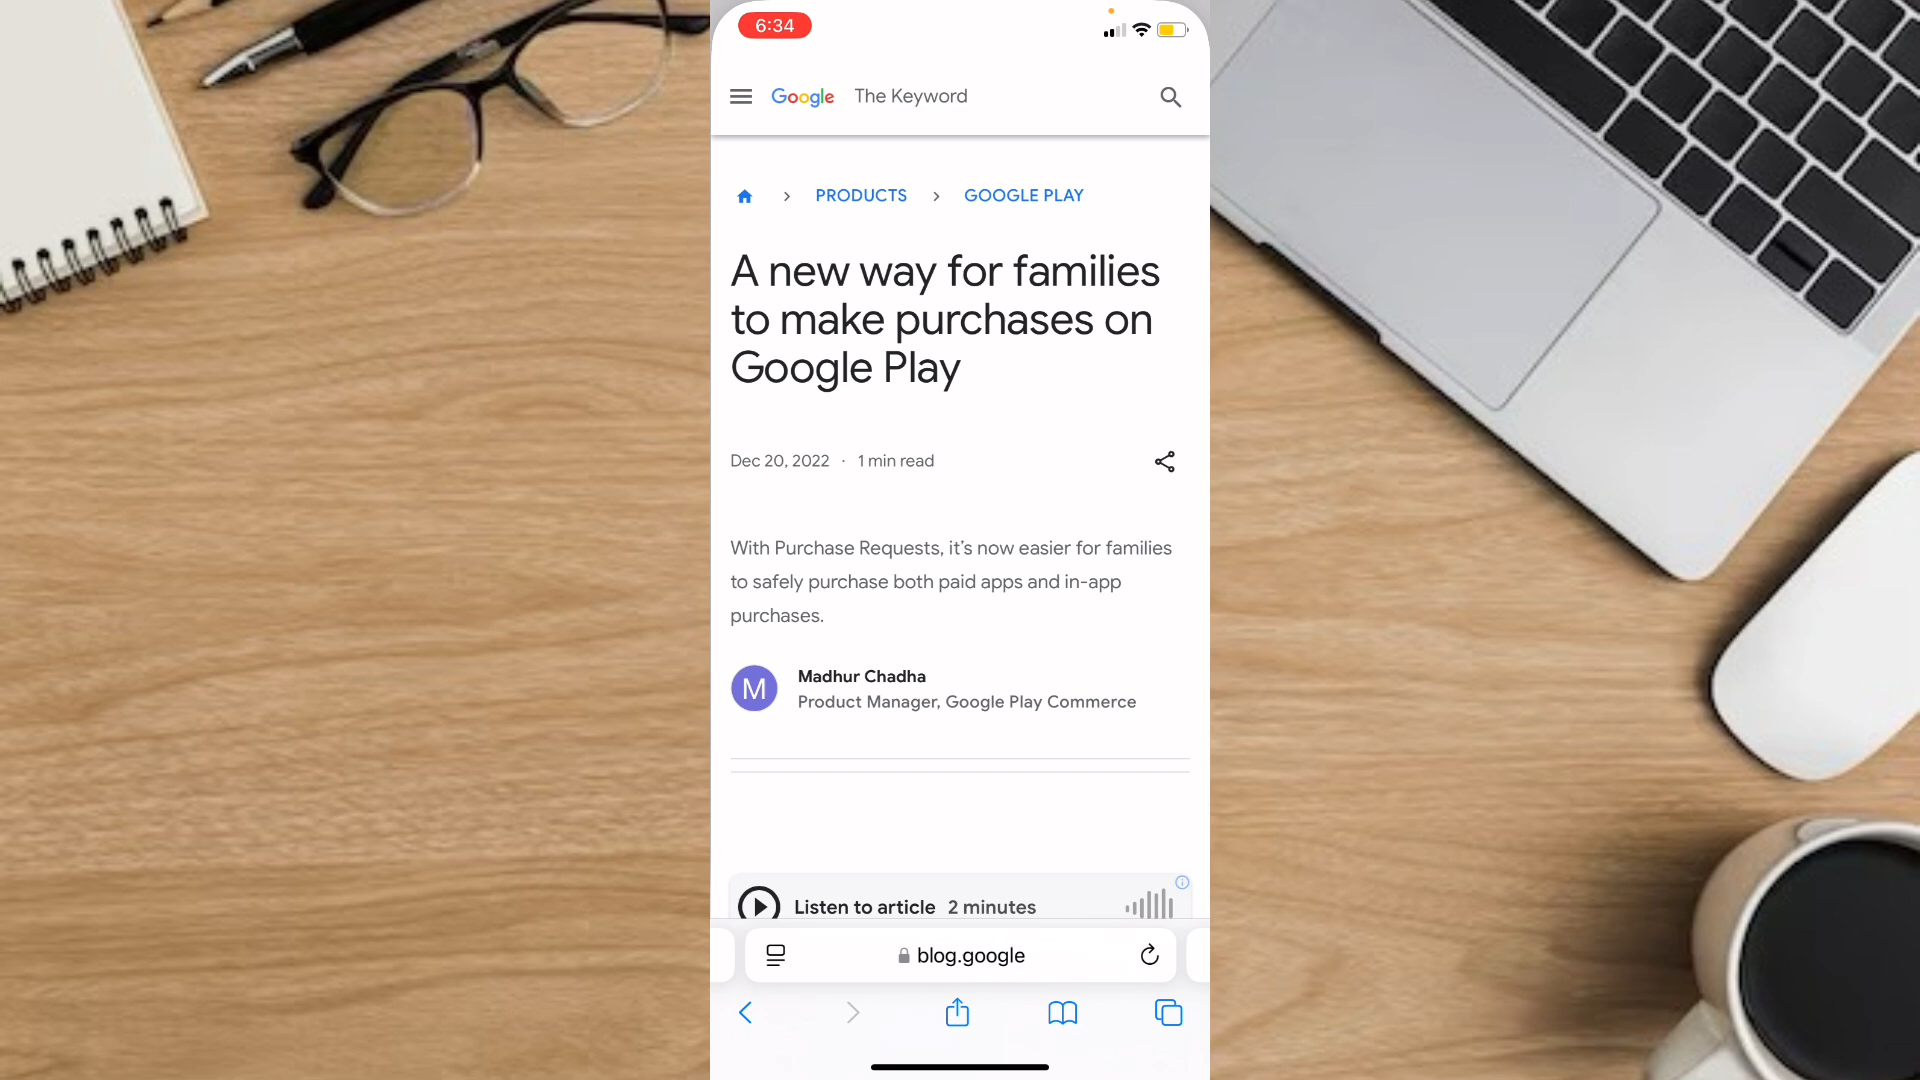 6:34
Google The Keyword
PRODUCTS > GOOGLE PLAY
A new way for families
to make purchases on
Google Play
Dec 20, 2022 · 1 min read
With Purchase Requests, it’s now easier for families
to safely purchase both paid apps and in-app
purchases.
M
Madhur Chadha
Product Manager, Google Play Commerce
Listen to article 2 minutes
blog.google